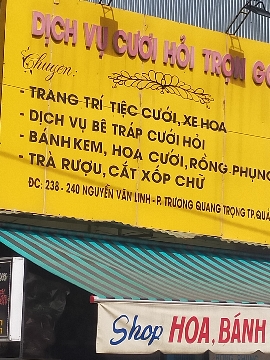 DỊCH VỤ CƯỚI HỎI TRỌN GÓ
Chuyên:
- TRANG TRÍ TIỆC CƯỚI, XE HOA
- DỊCH VỤ BÊ TRÁP CƯỚI HỎI
- BÁNH KEM, HOA CƯỚI, RỒNG PHỤNG
- TRÀ RƯỢU, CẮT XỐP CHỮ
ĐC: 238 - 240 NGUYỄN VĂN LINH - P. TRƯƠNG QUANG TRỌNG TP.QUẢ
Shop HOA, BÁNH